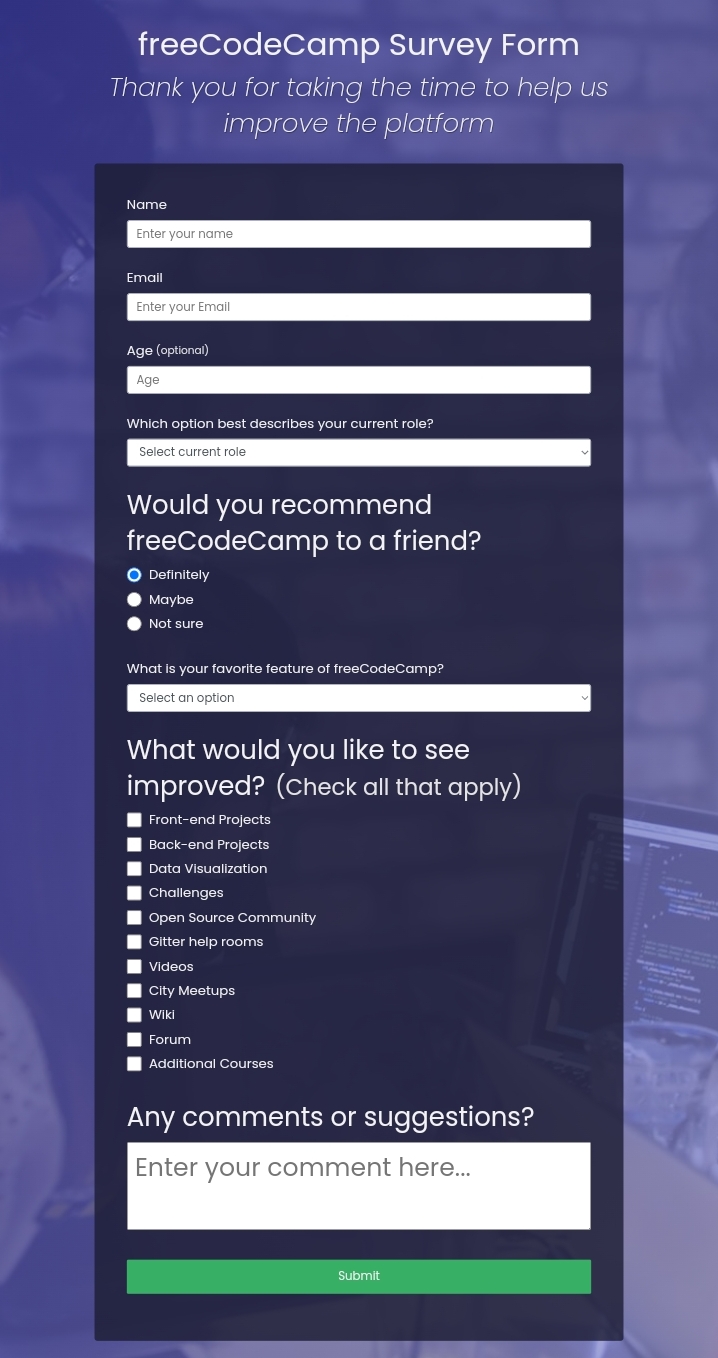 freeCodeCamp Survey Form
Thank you for taking the time to help us
improve the platform
Name
Enter your name
Email
Enter your Email
Age (optional)
Age
Which option best describes your current role?
Select current role
Would you recommend
freeCodeCamp to a friend?
Definitely
Maybe
Not sure
What is your favorite feature of freeCodeCamp?
Select an option
What would you like to see
improved? (Check all that apply)
Front-end Projects
Back-end Projects
Data Visualization
Challenges
Open Source Community
Gitter help rooms
Videos
City Meetups
Wiki
Forum
Additional Courses
Any comments or suggestions?
Enter your comment here...
Submit